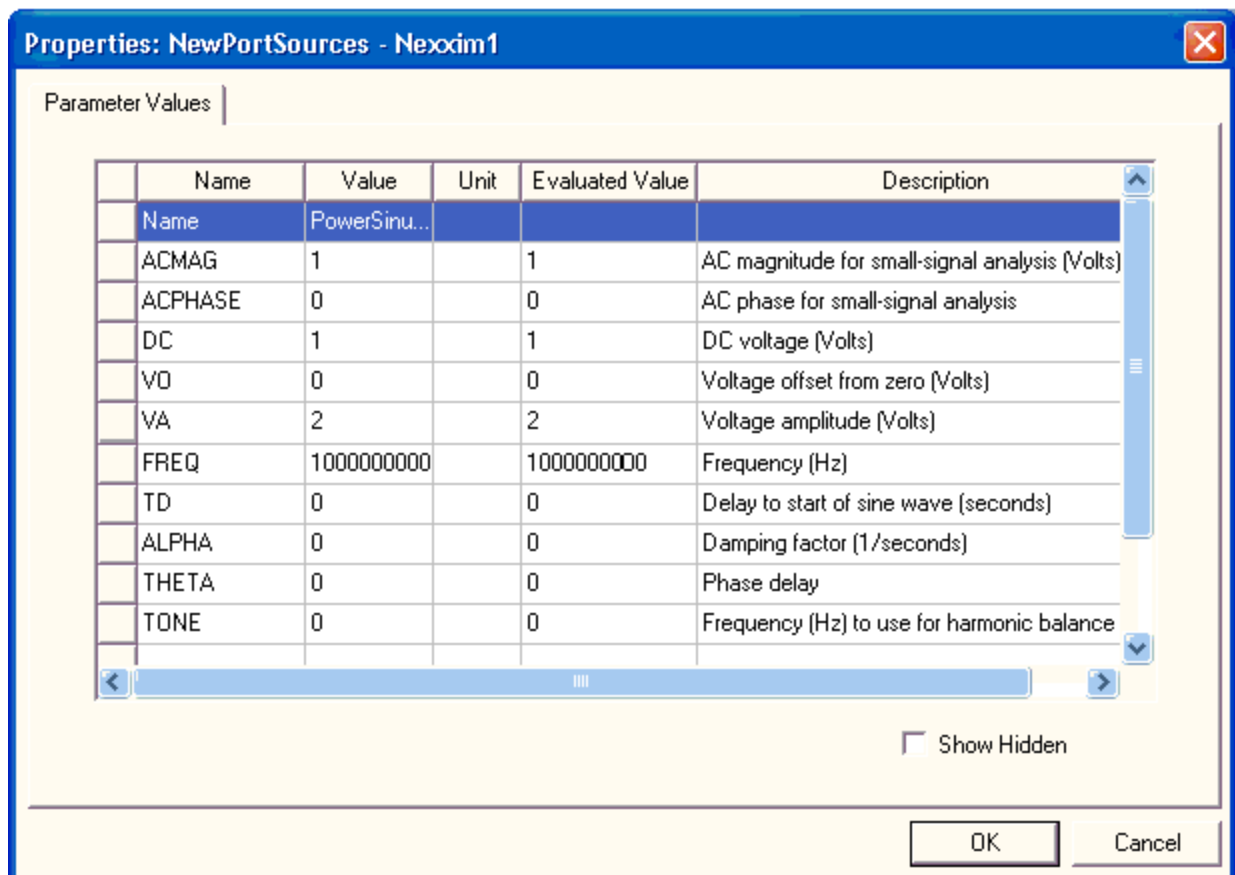 Properties: NewPortSources - Nexxim1
Parameter Values
Name Value Unit Evaluated Value Description
Name PowerSinu...
ACMAG 1 1 AC magnitude for small-signal analysis (Volts)
ACPHASE 0 0 AC phase for small-signal analysis
DC 1 1 DC voltage (Volts)
VO 0 0 Voltage offset from zero (Volts)
VA 2 2 Voltage amplitude (Volts)
FREQ 1000000000 1000000000 Frequency (Hz)
TD 0 0 Delay to start of sine wave (seconds)
ALPHA 0 0 Damping factor (1/seconds)
THETA 0 0 Phase delay
TONE 0 0 Frequency (Hz) to use for harmonic balance
Show Hidden
OK Cancel